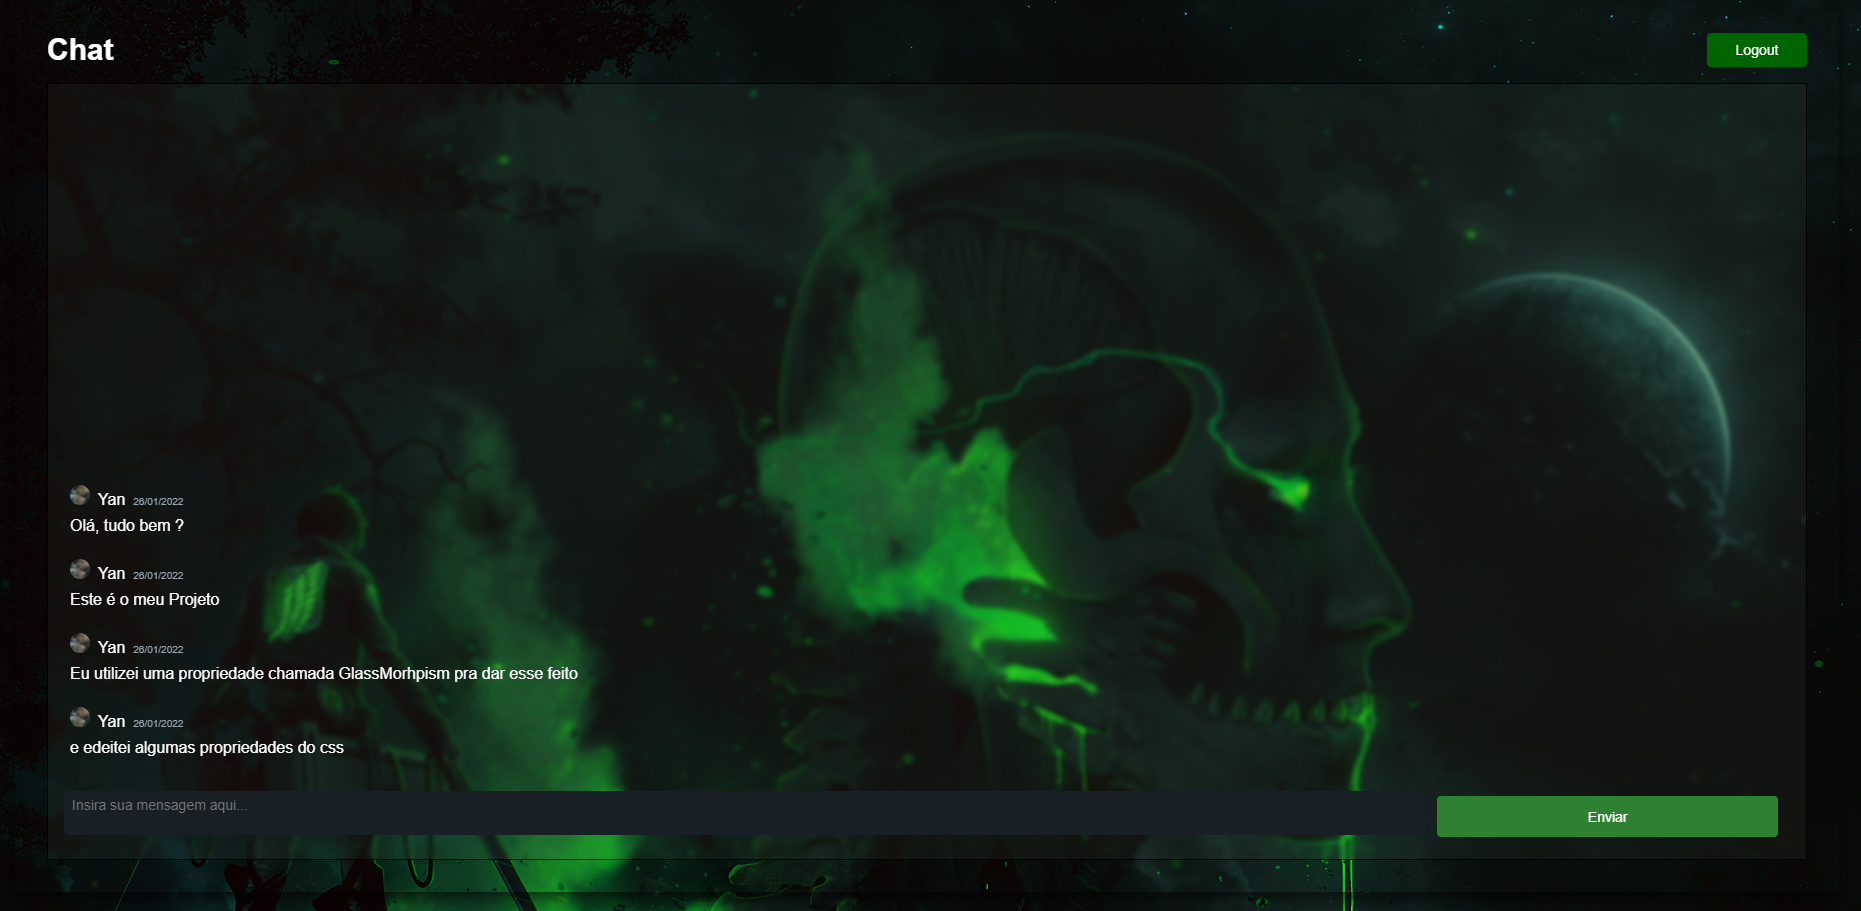 Chat
Logout
Yan 26/01/2022
Olá, tudo bem ?
Yan 26/01/2022
Este é o meu Projeto
Yan 26/01/2022
Eu utilizei uma propriedade chamada GlassMorhpism pra dar esse feito
Yan 26/01/2022
e edeitei algumas propriedades do css
Insira sua mensagem aqui...
Enviar